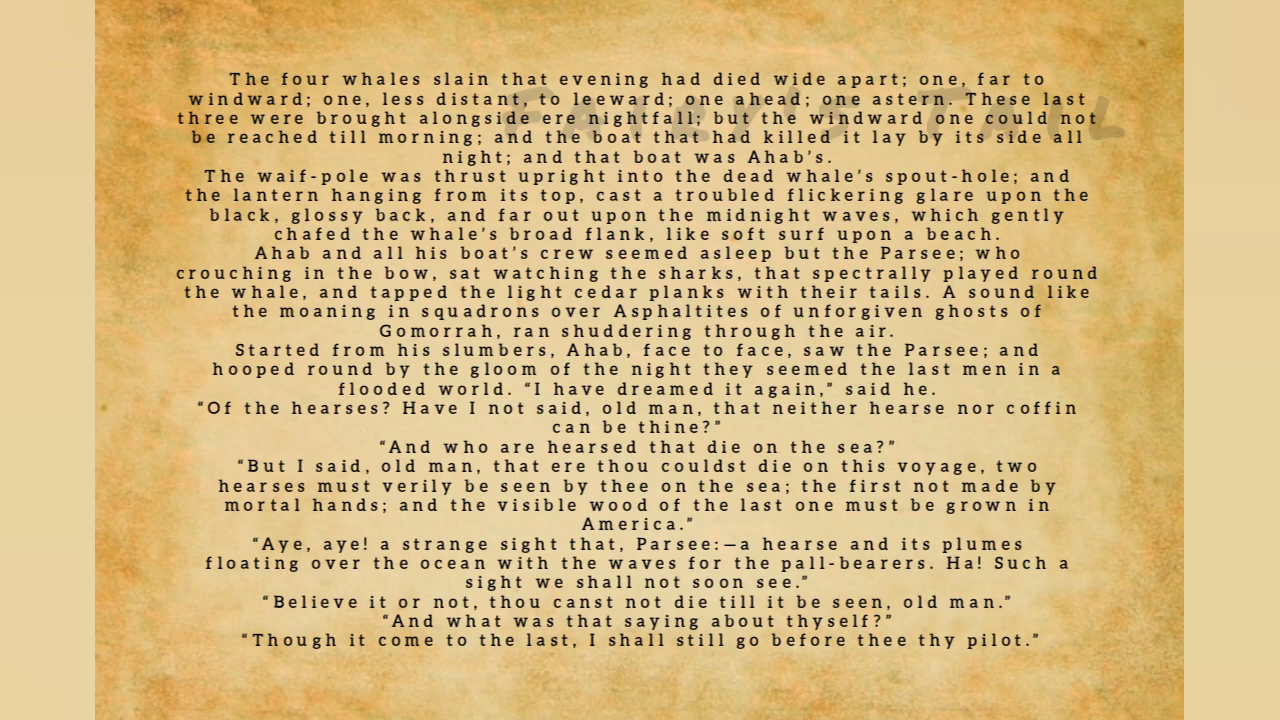 The four whales slain that evening had died wide apart; one, far to
windward; one, less distant, to leeward; one ahead; one astern. These last
three were brought alongside ere nightfall; but the windward one could not
be reached till morning; and the boat that had killed it lay by its side all
night; and that boat was Ahab’s.
The waif-pole was thrust upright into the dead whale’s spout-hole; and
the lantern hanging from its top, cast a troubled flickering glare upon the
black, glossy back, and far out upon the midnight waves, which gently
chafed the whale’s broad flank, like soft surf upon a beach.
Ahab and all his boat’s crew seemed asleep but the Parsee; who
crouching in the bow, sat watching the sharks, that spectrally played round
the whale, and tapped the light cedar planks with their tails. A sound like
the moaning in squadrons over Asphaltites of unforgiven ghosts of
Gomorrah, ran shuddering through the air.
Started from his slumbers, Ahab, face to face, saw the Parsee; and
hooped round by the gloom of the night they seemed the last men in a
flooded world. “I have dreamed it again,” said he.
“Of the hearses? Have I not said, old man, that neither hearse nor coffin
can be thine?”
“And who are hearsed that die on the sea?”
“But I said, old man, that ere thou couldst die on this voyage, two
hearses must verily be seen by thee on the sea; the first not made by
mortal hands; and the visible wood of the last one must be grown in
America.”
“Aye, aye! a strange sight that, Parsee:—a hearse and its plumes
floating over the ocean with the waves for the pall-bearers. Ha! Such a
sight we shall not soon see.”
“Believe it or not, thou canst not die till it be seen, old man.”
“And what was that saying about thyself?”
“Though it come to the last, I shall still go before thee thy pilot.”